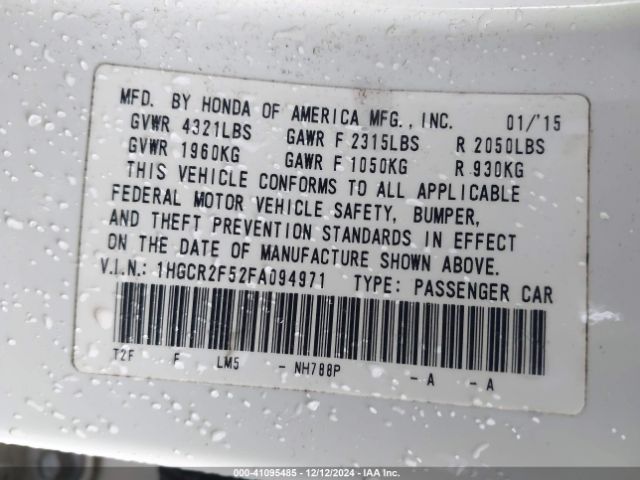 MFD. BY HONDA OF AMERICA MFG., INC. 01/'15
GVWR 4321LBS GAWR F 2315LBS R 2050LBS
GVWR 1960KG GAWR F 1050KG R 930KG
THIS VEHICLE CONFORMS TO ALL APPLICABLE
FEDERAL MOTOR VEHICLE SAFETY, BUMPER,
AND THEFT PREVENTION STANDARDS IN EFFECT
ON THE DATE OF MANUFACTURE SHOWN ABOVE.
V.I.N.: 1HGCR2F52FA094971 TYPE: PASSENGER CAR
T2F F LM5 - NH788P - A - A
000-41095485 - 12/12/2024 - IAA Inc.